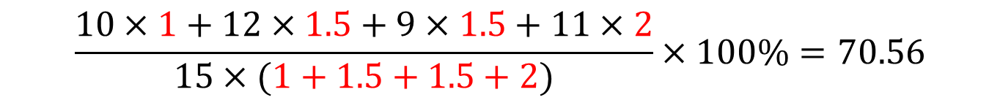 10 × 1 + 12 × 1.5 + 9 × 1.5 + 11 × 2
15 × (1 + 1.5 + 1.5 + 2)
× 100% = 70.56